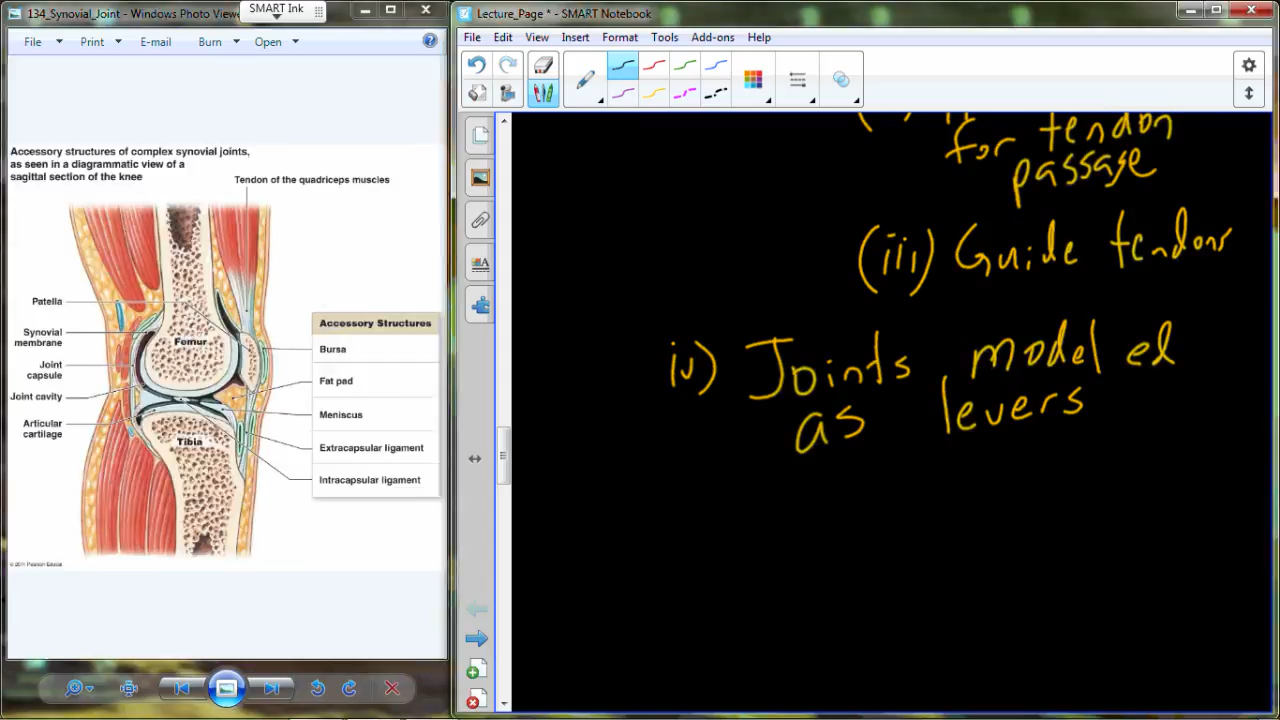 134_Synovial_Joint - Windows Photo Viewe
SMART Ink
File Print E-mail Burn Open
Accessory structures of complex synovial joints,
as seen in a diagrammatic view of a
sagittal section of the knee
Tendon of the quadriceps muscles
Patella
Synovial
membrane
Joint
capsule
Joint cavity
Articular
cartilage
Femur
Tibia
Accessory Structures
Bursa
Fat pad
Meniscus
Extracapsular ligament
Intracapsular ligament
© 2011 Pearson Educat
Lecture_Page * - SMART Notebook
File Edit View Insert Format Tools Add-ons Help
for tendon
passage
(iii) Guide tendons
iv) Joints modeled
as levers